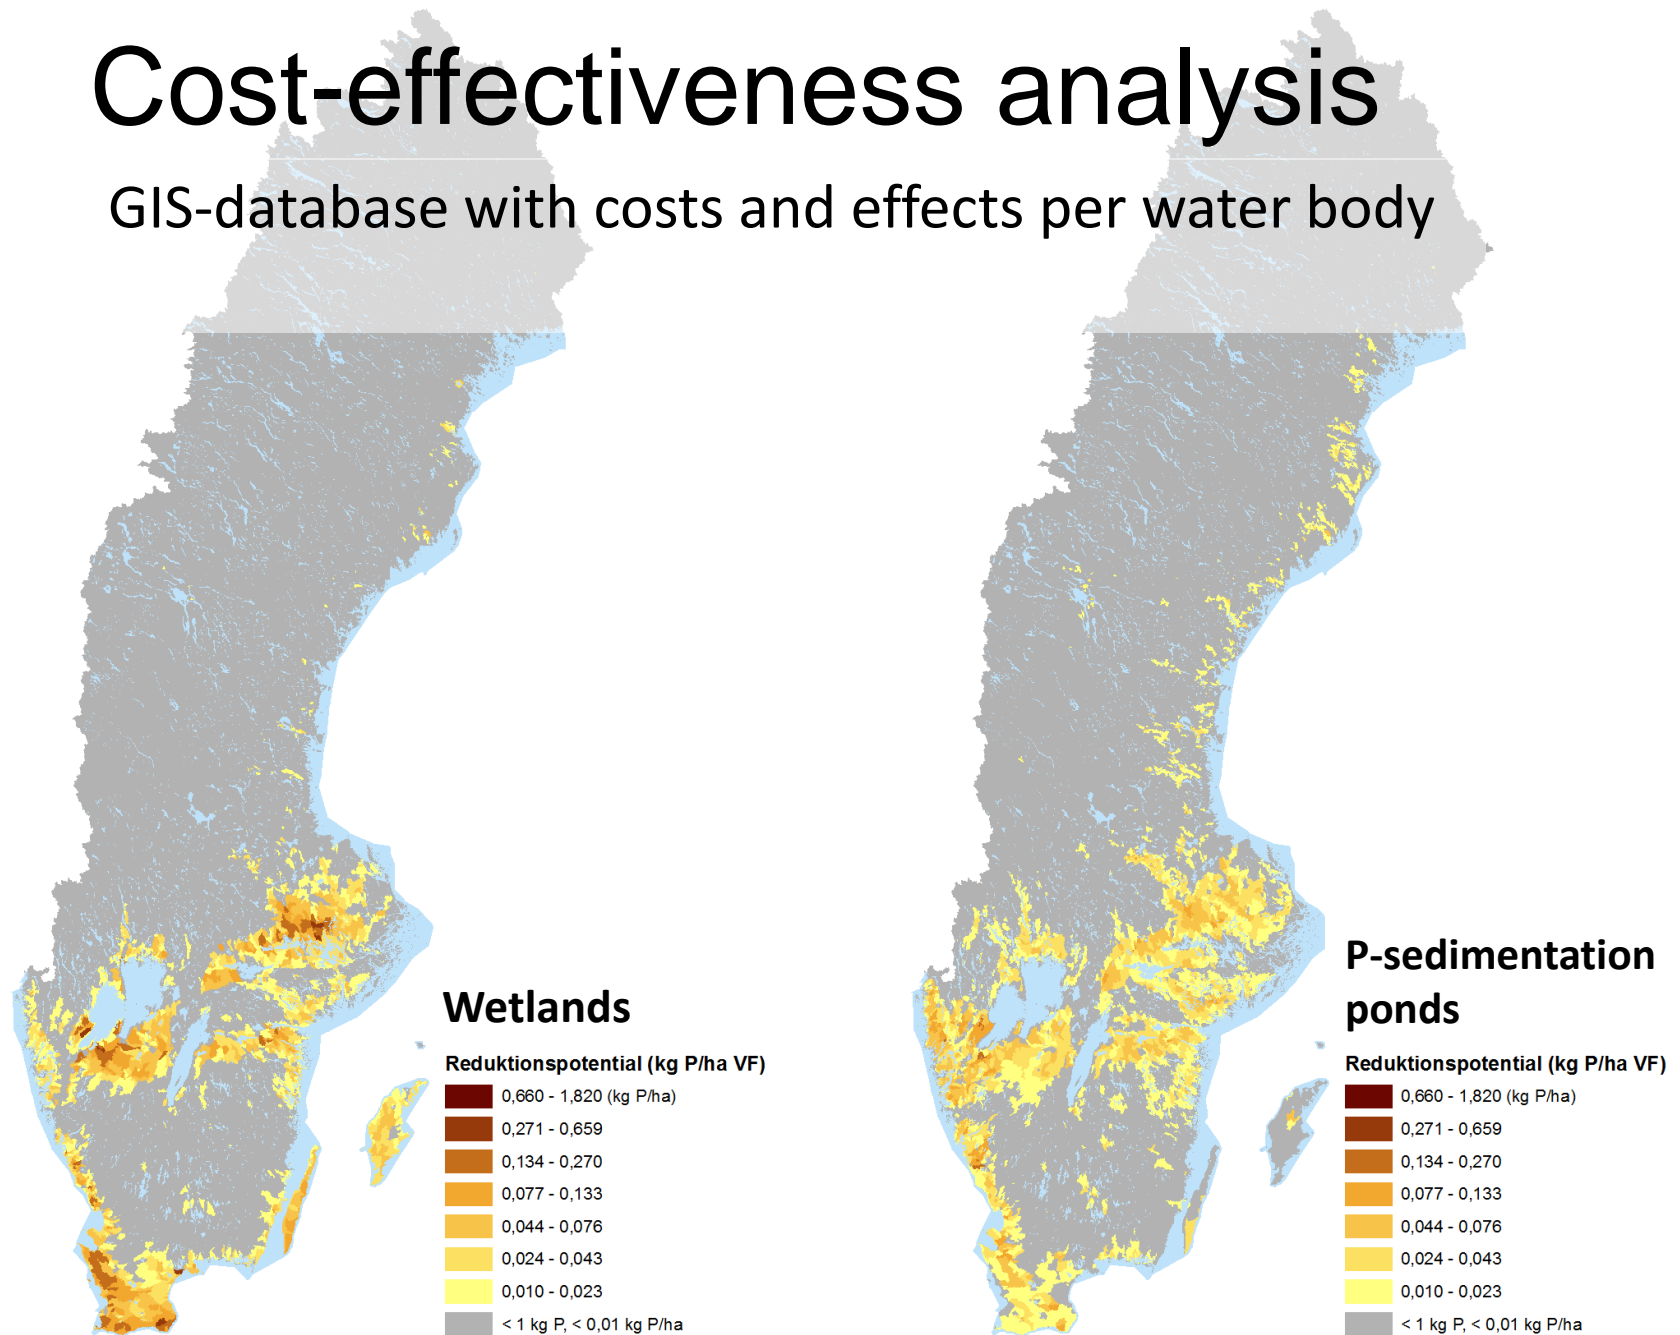 Cost-effectiveness analysis
GIS-database with costs and effects per water body
Wetlands
Reduktionspotential (kg P/ha VF)
0,660 - 1,820 (kg P/ha)
0,271 - 0,659
0,134 - 0,270
0,077 - 0,133
0,044 - 0,076
0,024 - 0,043
0,010 - 0,023
< 1 kg P, < 0,01 kg P/ha
P-sedimentation
ponds
Reduktionspotential (kg P/ha VF)
0,660 - 1,820 (kg P/ha)
0,271 - 0,659
0,134 - 0,270
0,077 - 0,133
0,044 - 0,076
0,024 - 0,043
0,010 - 0,023
< 1 kg P, < 0,01 kg P/ha